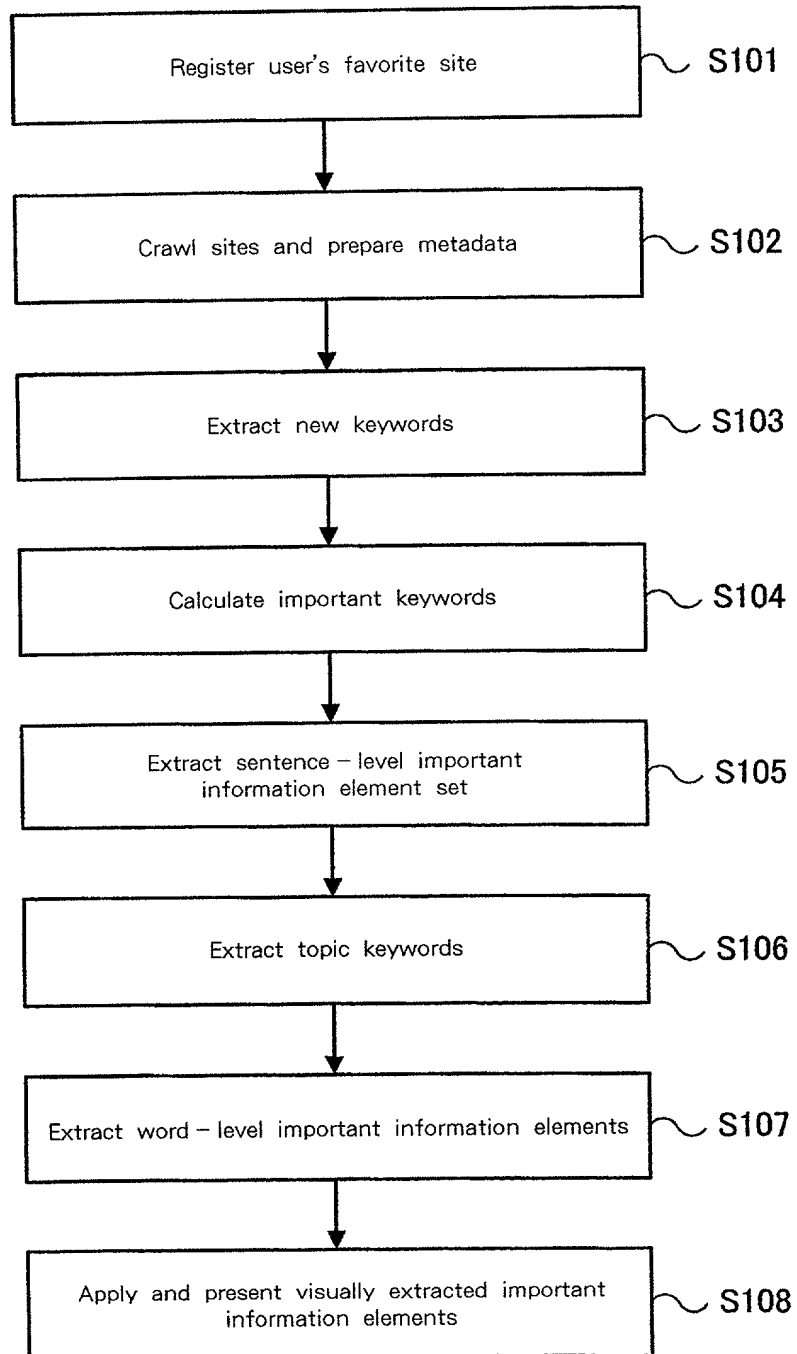 Register user's favorite site S101
Crawl sites and prepare metadata S102
Extract new keywords S103
Calculate important keywords S104
Extract sentence – level important
information element set S105
Extract topic keywords S106
Extract word – level important information elements S107
Apply and present visually extracted important
information elements S108